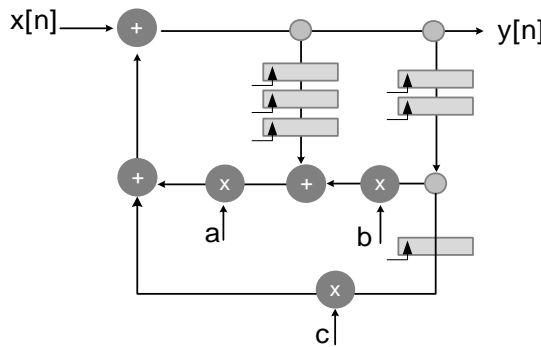 x[n] + y[n]
+ x + x
a b
x
c